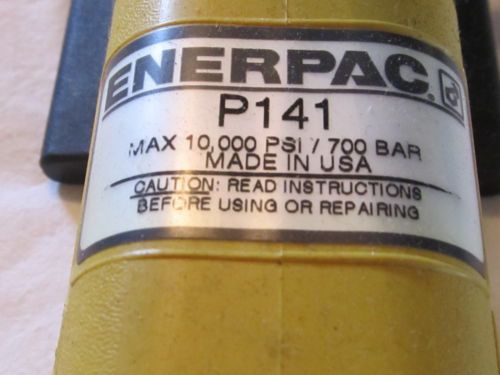 ENERPAC
P141
MAX 10,000 PSI / 700 BAR
MADE IN USA
CAUTION: READ INSTRUCTIONS
BEFORE USING OR REPAIRING